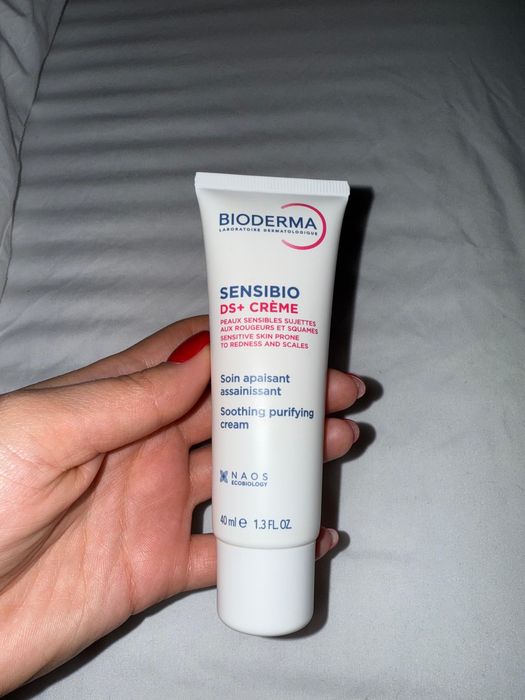 BIODERMA
LABORATOIRE DERMATOLOGIQUE
SENSIBIO
DS+ CRÈME
PEAUX SENSIBLES SUJETTES
AUX ROUGEURS ET SQUAMES
SENSITIVE SKIN PRONE
TO REDNESS AND SCALES
Soin apaisant
assainissant
Soothing purifying
cream
NAOS
ECOBIOLOGY
40 ml e 1.3 FL.OZ.